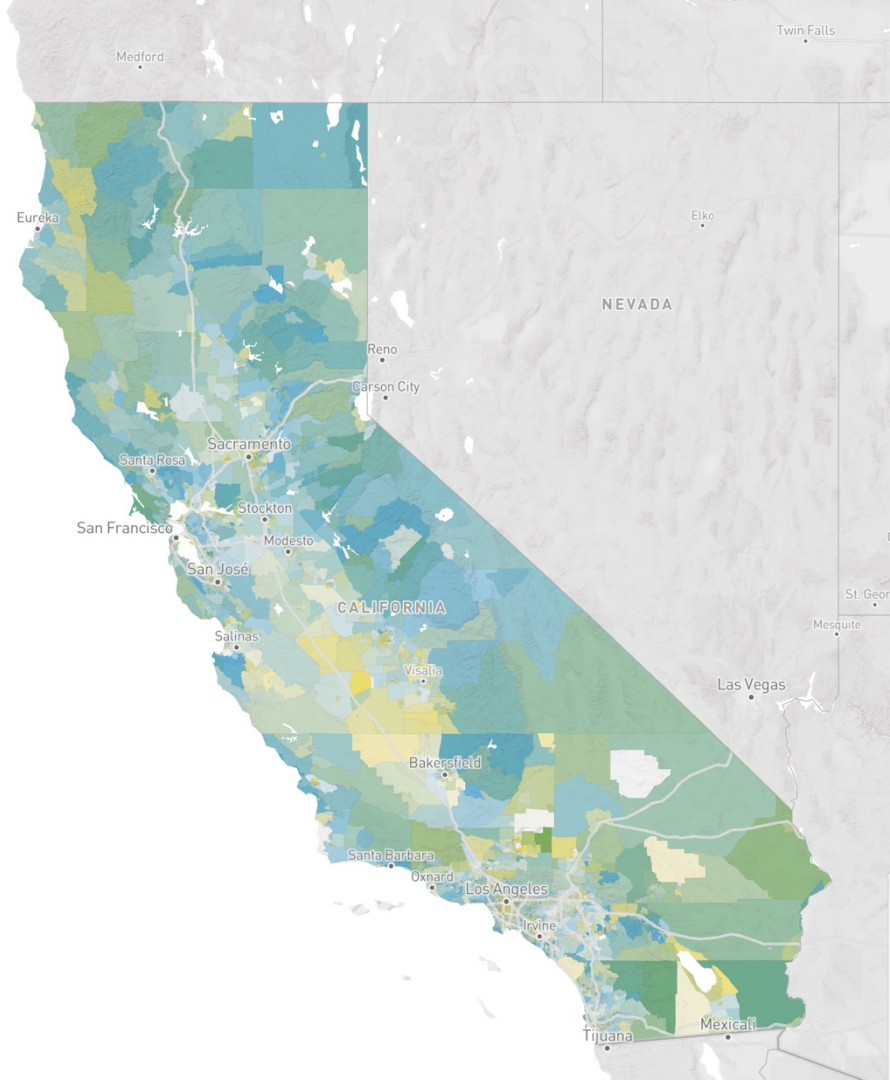 Twin Falls
Medford
Eureka
Elko
NEVADA
Reno
Carson City
Sacramento
Santa Rosa
Stockton
San Francisco
Modesto
San José
St. Geor
CALIFORNIA
Mesquite
Salinas
Visalia
Las Vegas
Bakersfield
Santa Barbara
Oxnard
Los Angeles
Irvine
Mexicali
Tijuana